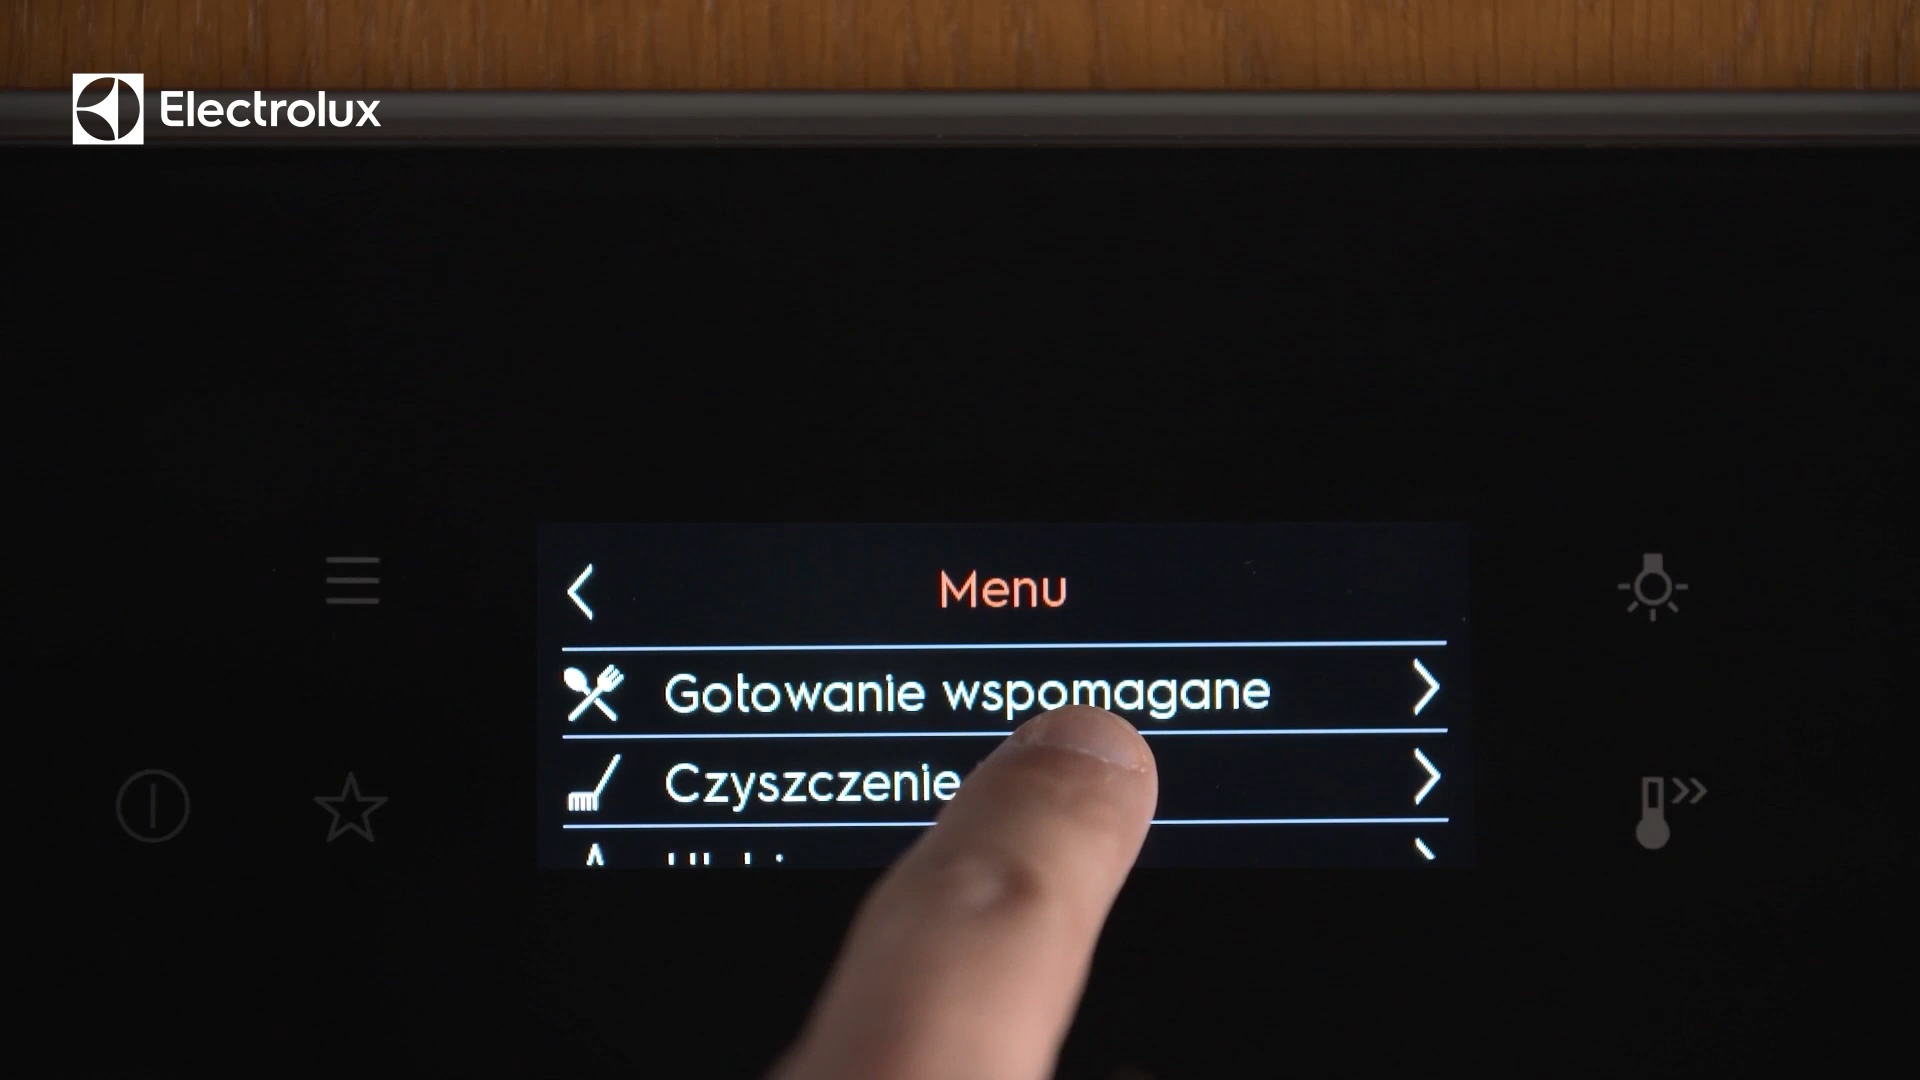 Electrolux
Menu
Gotowanie wspomagane
Czyszczenie